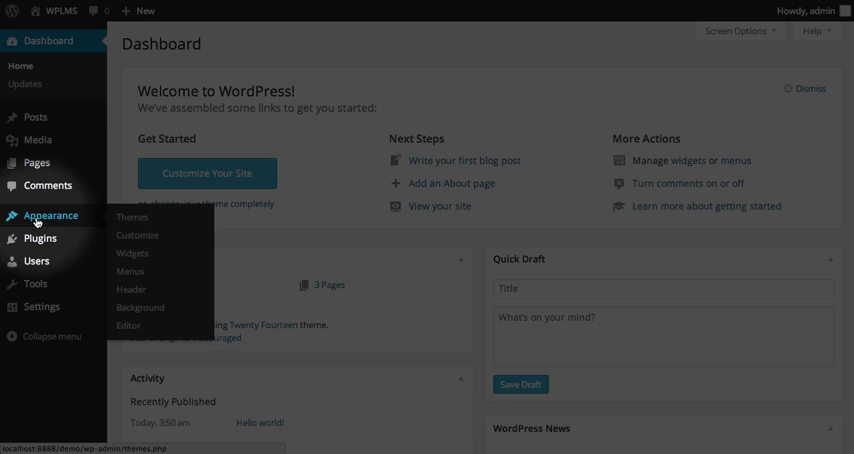 WPLMS 0 New Howdy, admin
Dashboard
Home
Updates
Posts
Media
Pages
Comments
Appearance
Plugins
Users
Tools
Settings
Collapse menu
Themes
Customize
Widgets
Menus
Header
Background
Editor
Screen Options Help
Dashboard
Welcome to WordPress!
We've assembled some links to get you started:
Dismiss
Get Started
Customize Your Site
theme completely
Next Steps
Write your first blog post
Add an About page
View your site
More Actions
Manage widgets or menus
Turn comments on or off
Learn more about getting started
3 Pages
Twenty Fourteen theme.
Activity
Recently Published
Today, 3:50 am Hello world!
Quick Draft
Title
What's on your mind?
Save Draft
WordPress News
localhost:8888/demo/wp-admin/themes.php